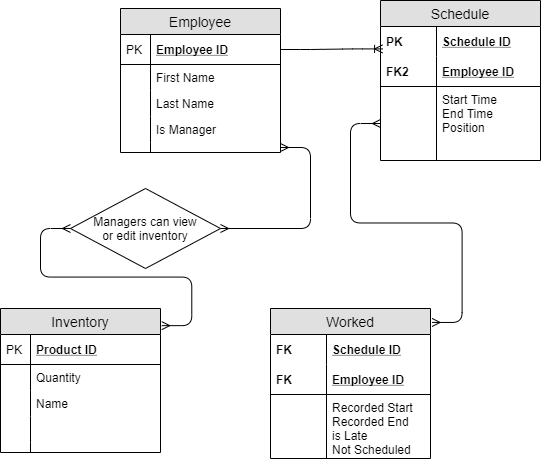 Employee
PK Employee ID
First Name
Last Name
Is Manager
Schedule
PK Schedule ID
FK2 Employee ID
Start Time
End Time
Position
Managers can view
or edit inventory
Inventory
PK Product ID
Quantity
Name
Worked
FK Schedule ID
FK Employee ID
Recorded Start
Recorded End
is Late
Not Scheduled